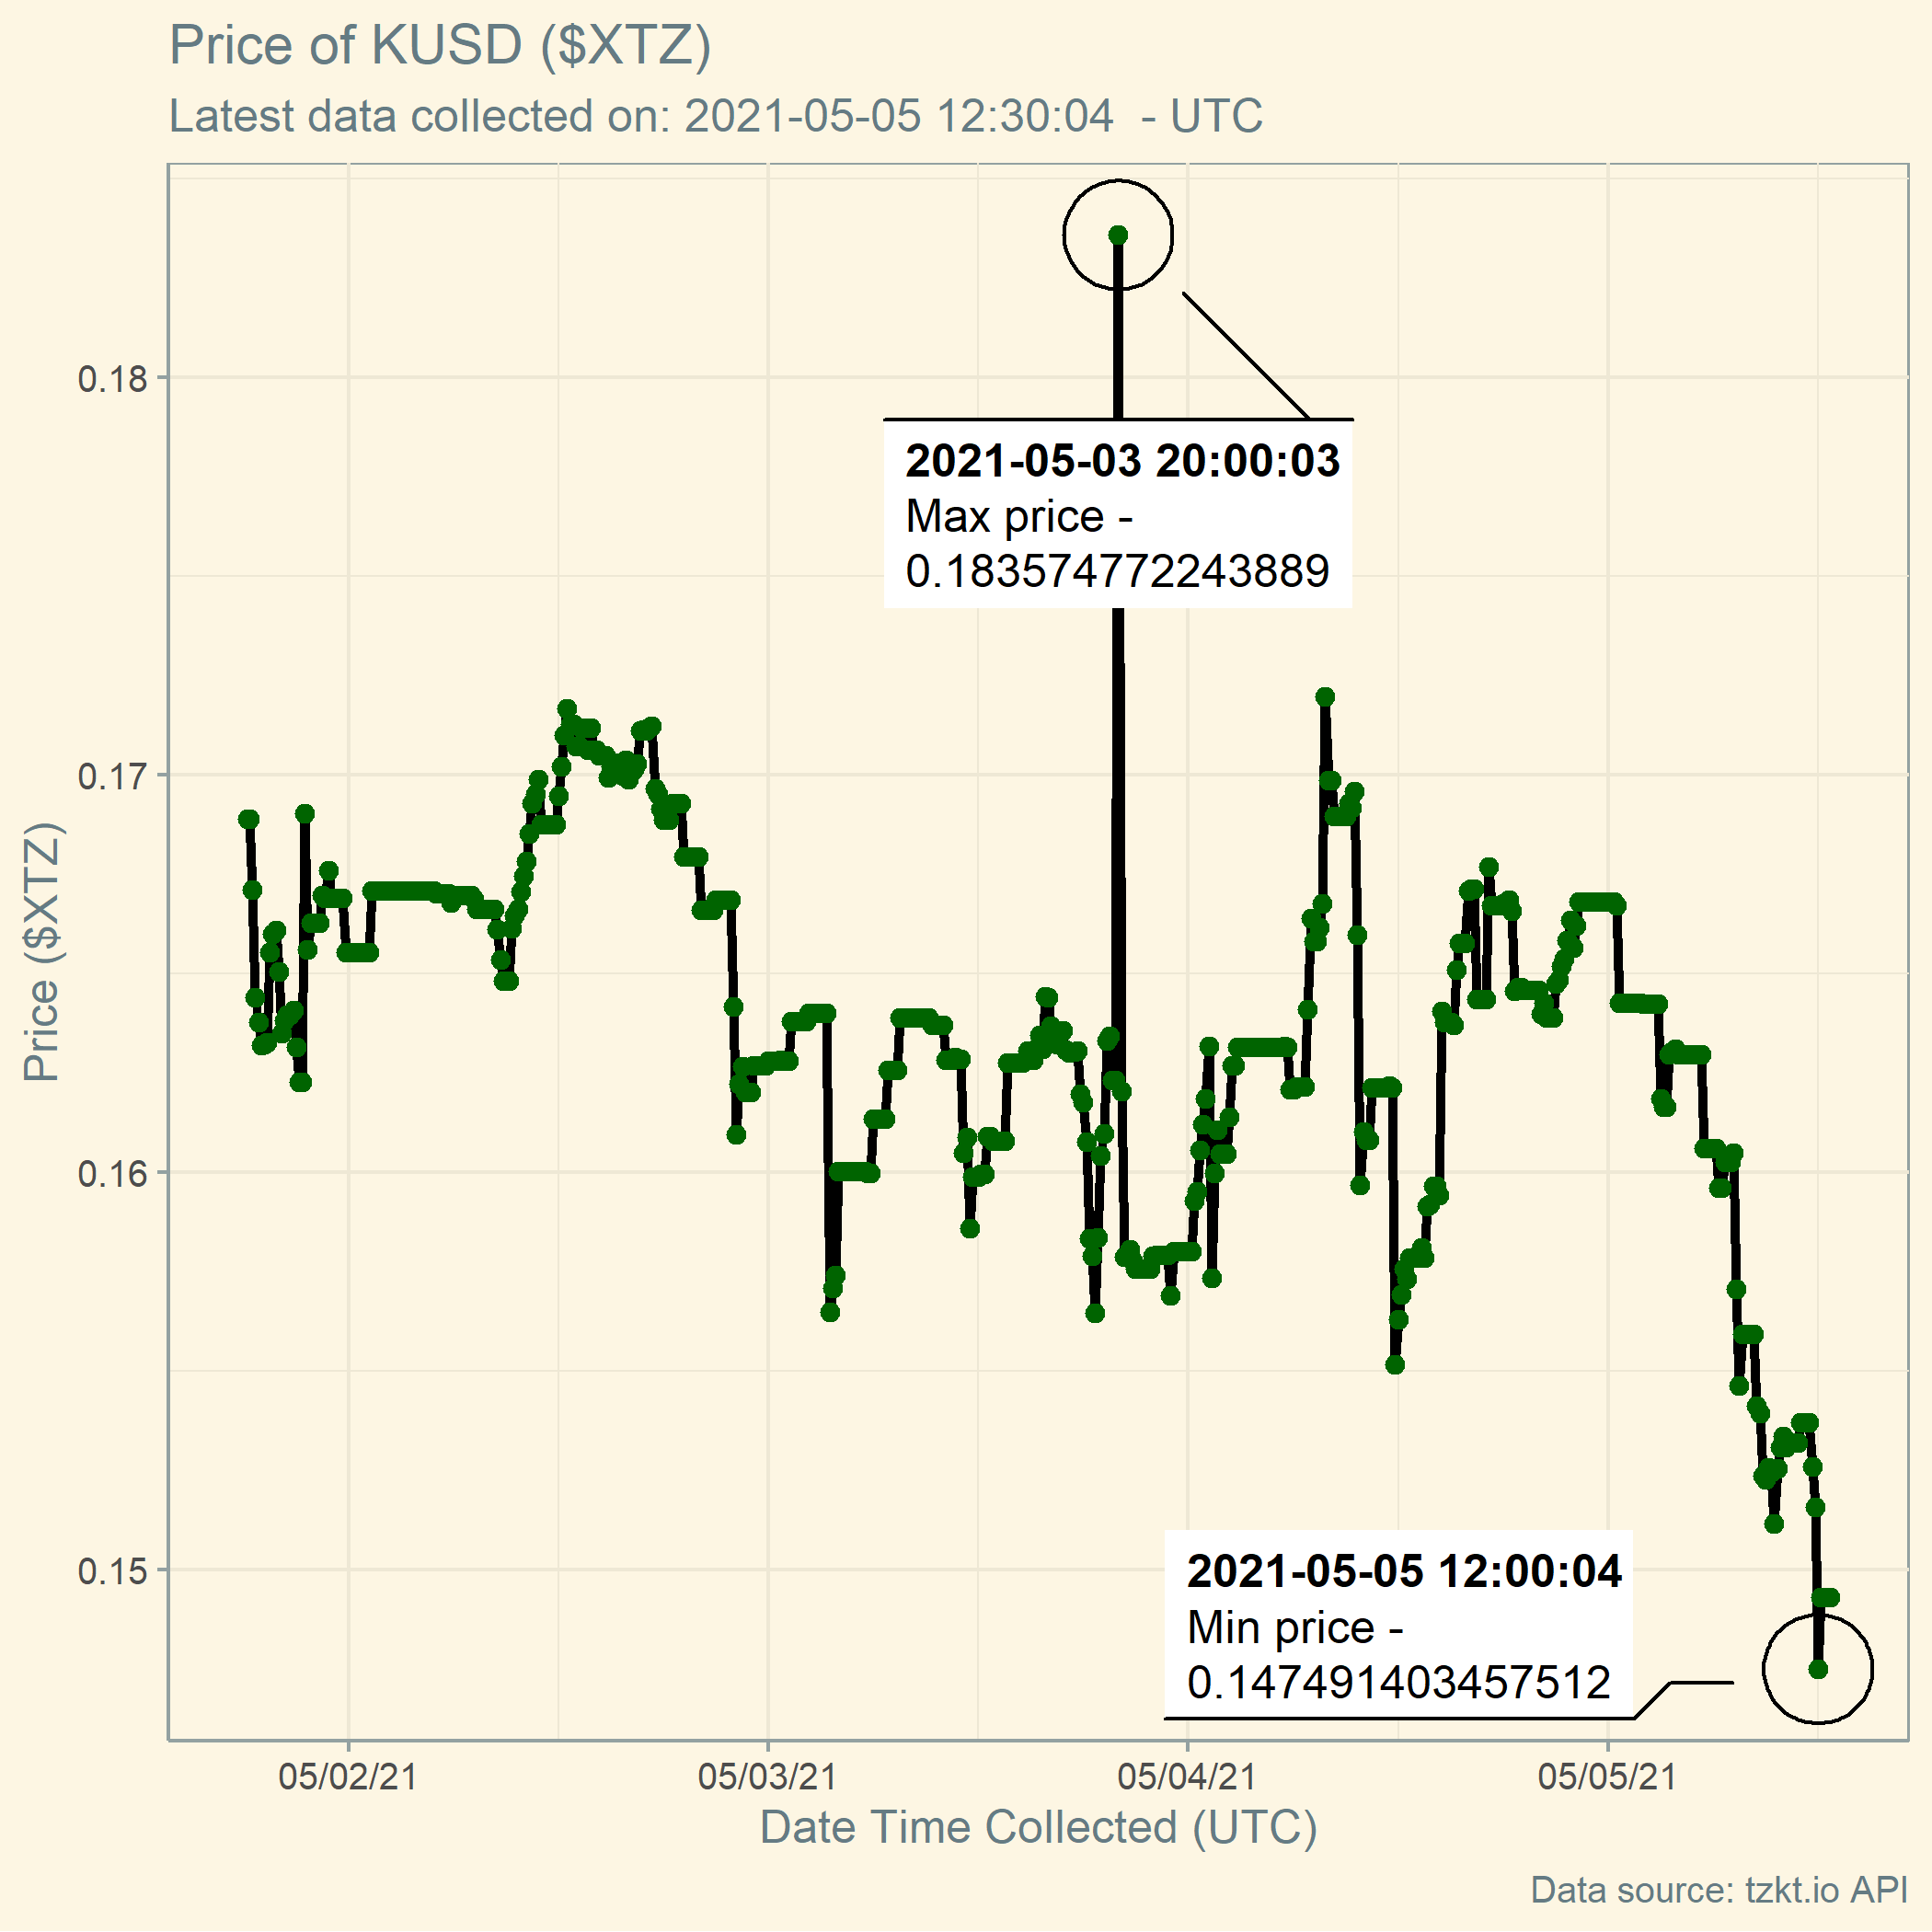 Price of KUSD ($XTZ)
Latest data collected on: 2021-05-05 12:30:04  - UTC
Price ($XTZ)
0.18
0.17
0.16
0.15
2021-05-03 20:00:03
Max price -
0.183574772243889
2021-05-05 12:00:04
Min price -
0.147491403457512
05/02/21
05/03/21
05/04/21
05/05/21
Date Time Collected (UTC)
Data source: tzkt.io API